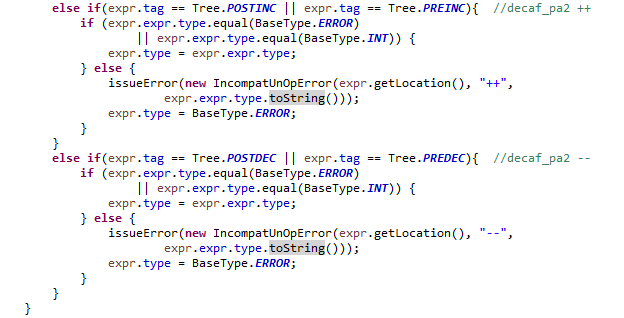 else if(expr.tag == Tree.POSTINC || expr.tag == Tree.PREINC){  //decaf_pa2 ++
if (expr.expr.type.equal(BaseType.ERROR)
|| expr.expr.type.equal(BaseType.INT)) {
expr.type = expr.expr.type;
} else {
issueError(new IncompatUnOpError(expr.getLocation(), "++",
expr.expr.type.toString()));
expr.type = BaseType.ERROR;
}
}
else if(expr.tag == Tree.POSTDEC || expr.tag == Tree.PREDEC){  //decaf_pa2 --
if (expr.expr.type.equal(BaseType.ERROR)
|| expr.expr.type.equal(BaseType.INT)) {
expr.type = expr.expr.type;
} else {
issueError(new IncompatUnOpError(expr.getLocation(), "--",
expr.expr.type.toString()));
expr.type = BaseType.ERROR;
}
}
}